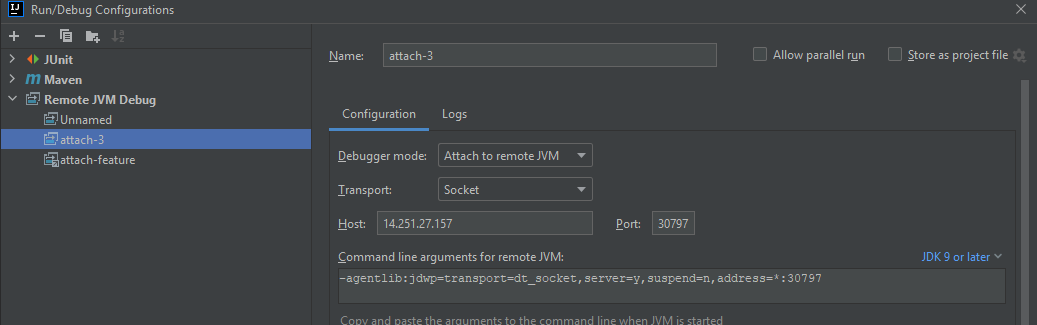 Run/Debug Configurations
Name: attach-3 Allow parallel run Store as project file
JUnit
Maven
Remote JVM Debug
Unnamed
attach-3
attach-feature
Configuration Logs
Debugger mode: Attach to remote JVM
Transport: Socket
Host: 14.251.27.157 Port: 30797
Command line arguments for remote JVM: JDK 9 or later
-agentlib:jdwp=transport=dt_socket,server=y,suspend=n,address=*:30797
Copy and paste the arguments to the command line when JVM is started